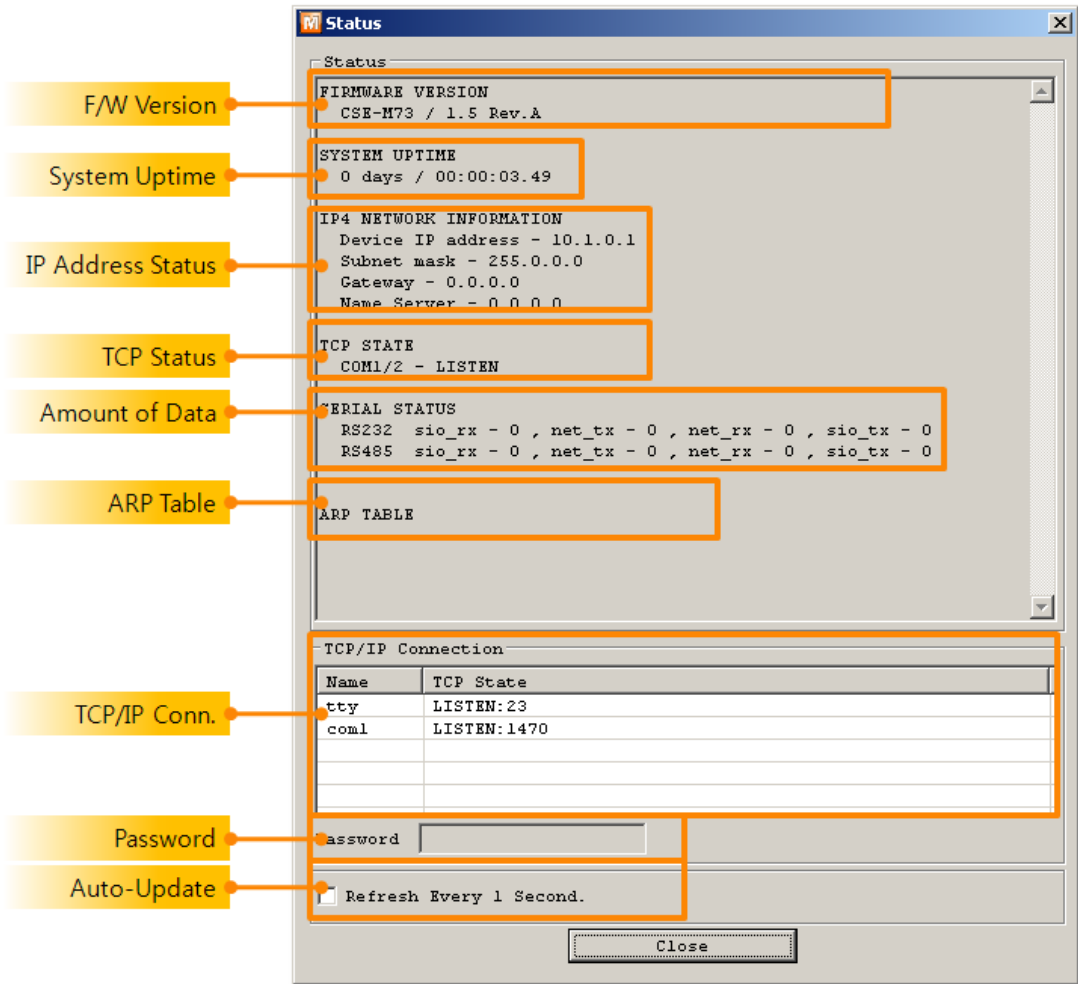 Status
Status
F/W Version
FIRMWARE VERSION
CSE-M73 / 1.5 Rev.A
System Uptime
SYSTEM UPTIME
0 days / 00:00:03.49
IP Address Status
IP4 NETWORK INFORMATION
Device IP address - 10.1.0.1
Subnet mask - 255.0.0.0
Gateway - 0.0.0.0
Name Server - 0.0.0.0
TCP Status
TCP STATE
COM1/2 - LISTEN
Amount of Data
SERIAL STATUS
RS232 sio_rx - 0 , net_tx - 0 , net_rx - 0 , sio_tx - 0
RS485 sio_rx - 0 , net_tx - 0 , net_rx - 0 , sio_tx - 0
ARP Table
ARP TABLE
TCP/IP Conn.
TCP/IP Connection
Name TCP State
tty LISTEN:23
com1 LISTEN:1470
Password
Password
Auto-Update
Refresh Every 1 Second.
Close